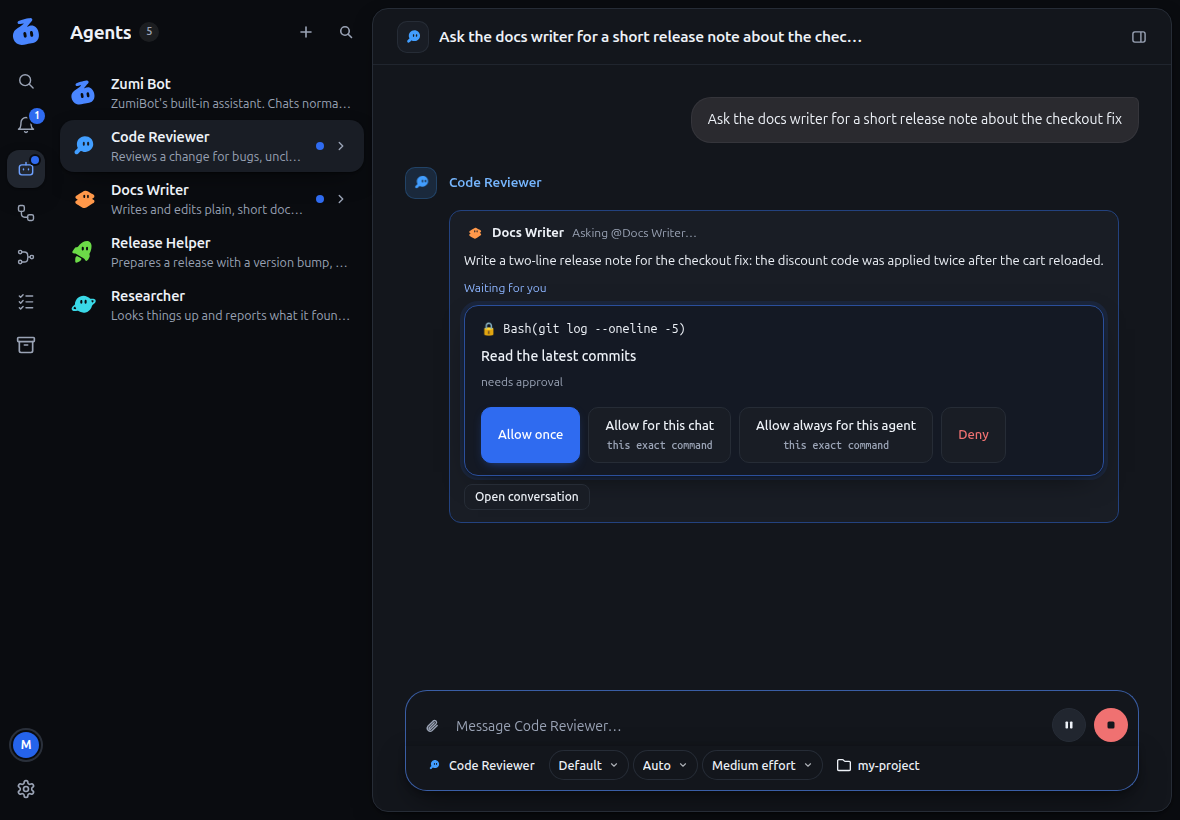 Agents 5
Zumi Bot
ZumiBot's built-in assistant. Chats norma…
1
Code Reviewer
Reviews a change for bugs, uncl…
Docs Writer
Writes and edits plain, short doc…
Release Helper
Prepares a release with a version bump, …
Researcher
Looks things up and reports what it foun…
M
Ask the docs writer for a short release note about the chec…
Ask the docs writer for a short release note about the checkout fix
Code Reviewer
Docs Writer Asking @Docs Writer…
Write a two-line release note for the checkout fix: the discount code was applied twice after the cart reloaded.
Waiting for you
Bash(git log --oneline -5)
Read the latest commits
needs approval
Allow once
Allow for this chat
this exact command
Allow always for this agent
this exact command
Deny
Open conversation
Message Code Reviewer…
Code Reviewer Default Auto Medium effort my-project